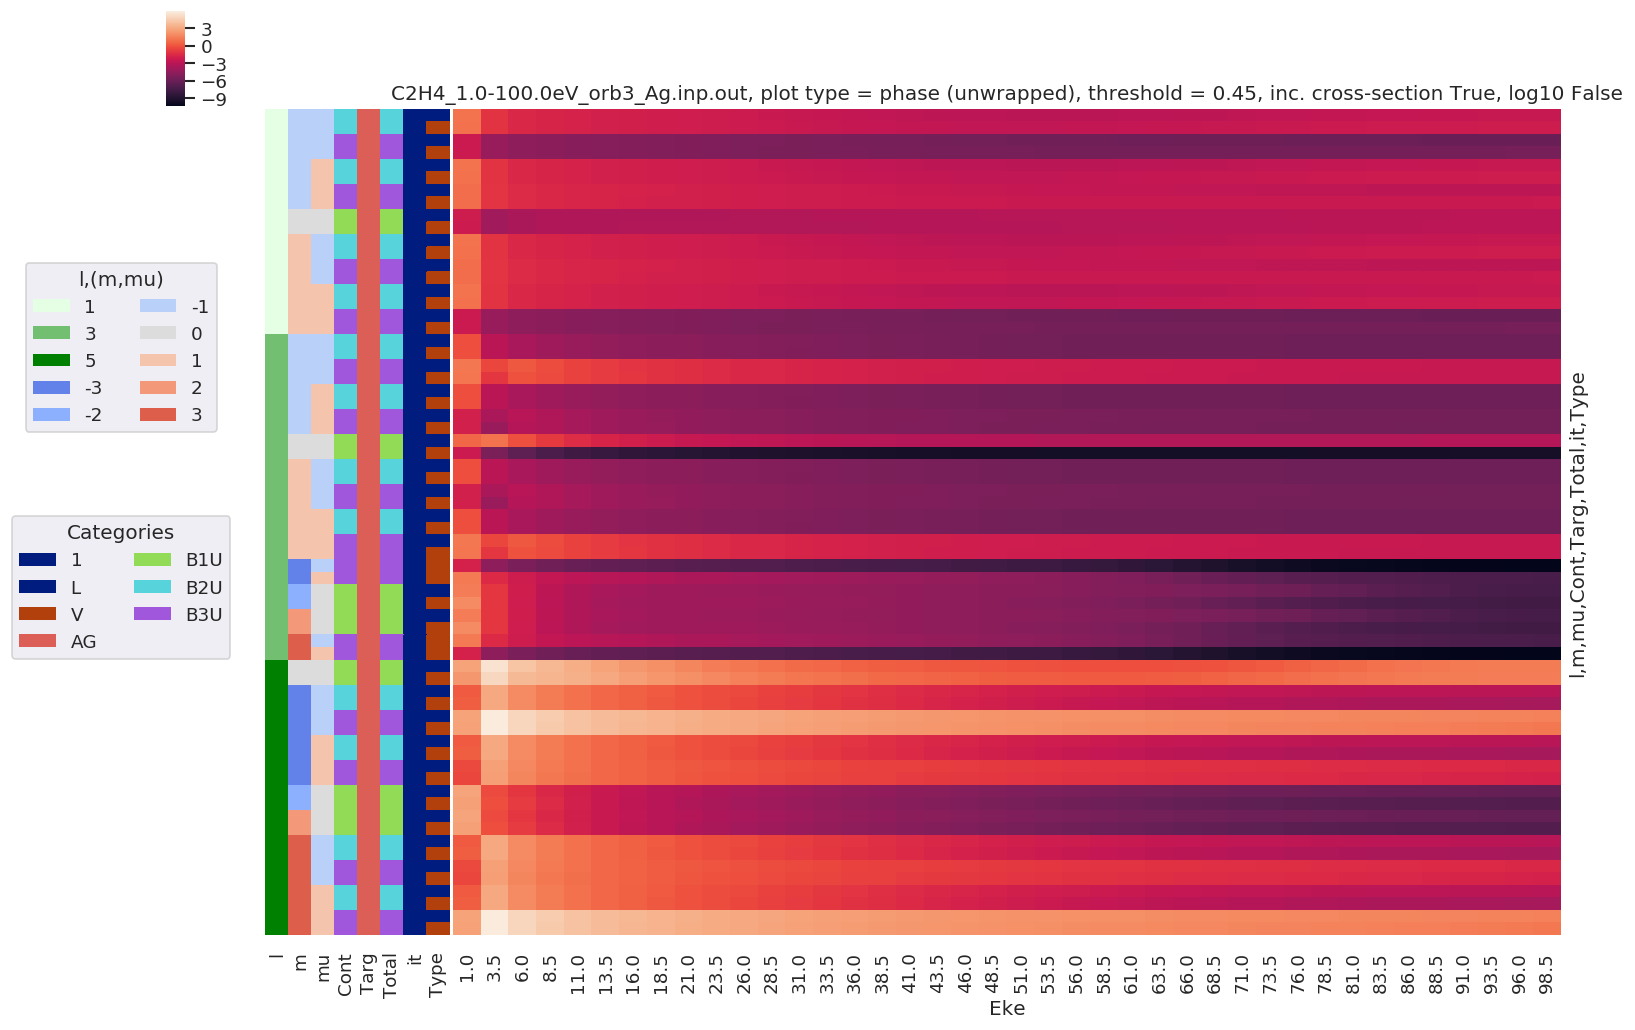 3
0
−3
−6
−9
C2H4_1.0-100.0eV_orb3_Ag.inp.out, plot type = phase (unwrapped), threshold = 0.45, inc. cross-section True, log10 False
l,(m,mu)
1 -1
3 0
5 1
-3 2
-2 3
Categories
1 B1U
L B2U
V B3U
AG
l,m,mu,Cont,Targ,Total,it,Type
l m mu Cont Targ Total it Type 1.0 3.5 6.0 8.5 11.0 13.5 16.0 18.5 21.0 23.5 26.0 28.5 31.0 33.5 36.0 38.5 41.0 43.5 46.0 48.5 51.0 53.5 56.0 58.5 61.0 63.5 66.0 68.5 71.0 73.5 76.0 78.5 81.0 83.5 86.0 88.5 91.0 93.5 96.0 98.5
Eke